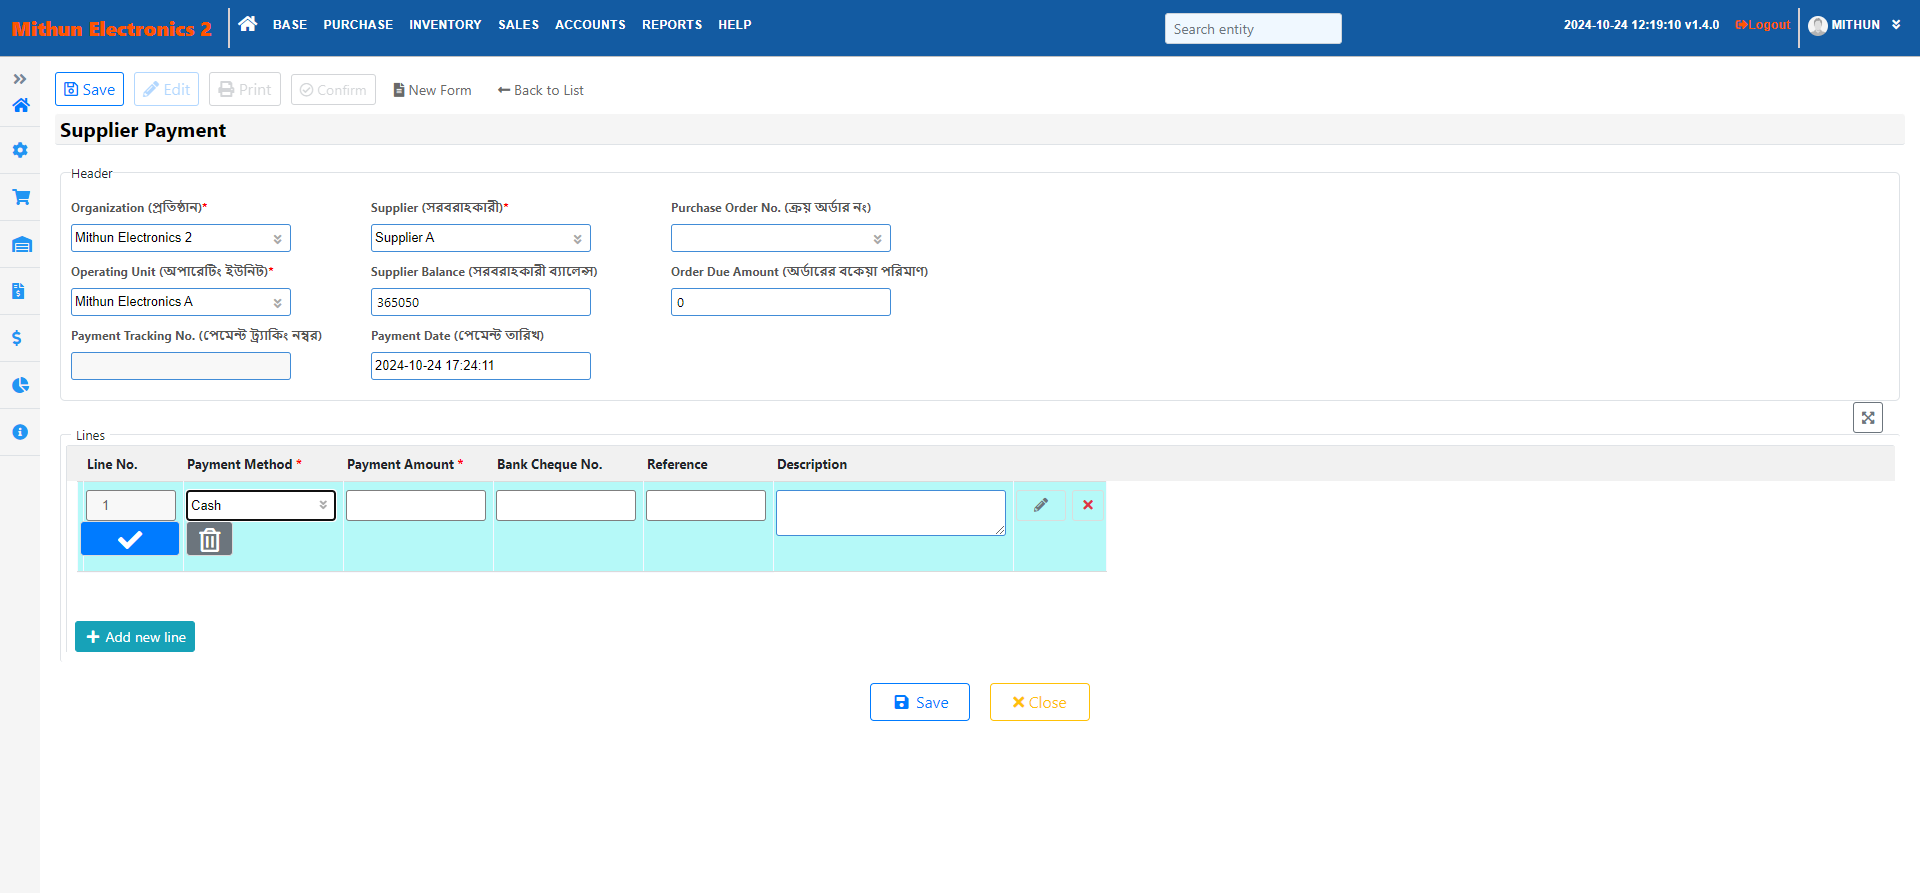 Mithun Electronics 2
BASE PURCHASE INVENTORY SALES ACCOUNTS REPORTS HELP
Search entity
2024-10-24 12:19:10 v1.4.0
Logout
MITHUN
Save Edit Print Confirm New Form Back to List
Supplier Payment
Header
Organization (প্রতিষ্ঠান)* Supplier (সরবরাহকারী)* Purchase Order No. (ক্রয় অর্ডার নং)
Mithun Electronics 2 Supplier A
Operating Unit (অপারেটিং ইউনিট)* Supplier Balance (সরবরাহকারী ব্যালেন্স) Order Due Amount (অর্ডারের বকেয়া পরিমাণ)
Mithun Electronics A 365050 0
Payment Tracking No. (পেমেন্ট ট্র্যাকিং নম্বর) Payment Date (পেমেন্ট তারিখ)
2024-10-24 17:24:11
Lines
Line No. Payment Method * Payment Amount * Bank Cheque No. Reference Description
1 Cash
Add new line
Save Close